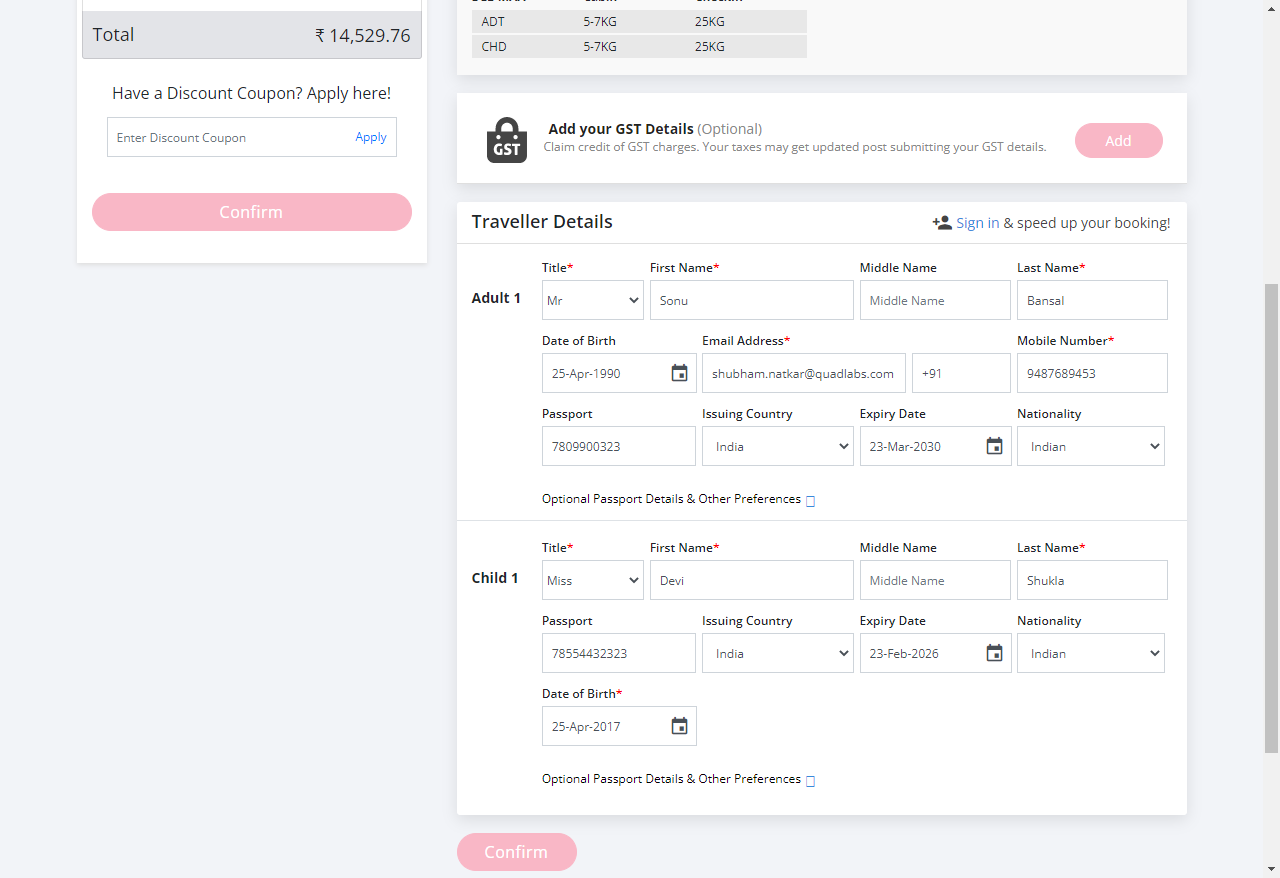 Total ₹ 14,529.76
Have a Discount Coupon? Apply here!
Enter Discount Coupon Apply
Confirm
ADT 5-7KG 25KG
CHD 5-7KG 25KG
GST
Add your GST Details (Optional)
Claim credit of GST charges. Your taxes may get updated post submitting your GST details.
Add
Traveller Details
Sign in & speed up your booking!
Title* First Name* Middle Name Last Name*
Adult 1 Mr Sonu Middle Name Bansal
Date of Birth Email Address* Mobile Number*
25-Apr-1990 shubham.natkar@quadlabs.com +91 9487689453
Passport Issuing Country Expiry Date Nationality
7809900323 India 23-Mar-2030 Indian
Optional Passport Details & Other Preferences
Title* First Name* Middle Name Last Name*
Child 1 Miss Devi Middle Name Shukla
Passport Issuing Country Expiry Date Nationality
78554432323 India 23-Feb-2026 Indian
Date of Birth*
25-Apr-2017
Optional Passport Details & Other Preferences
Confirm